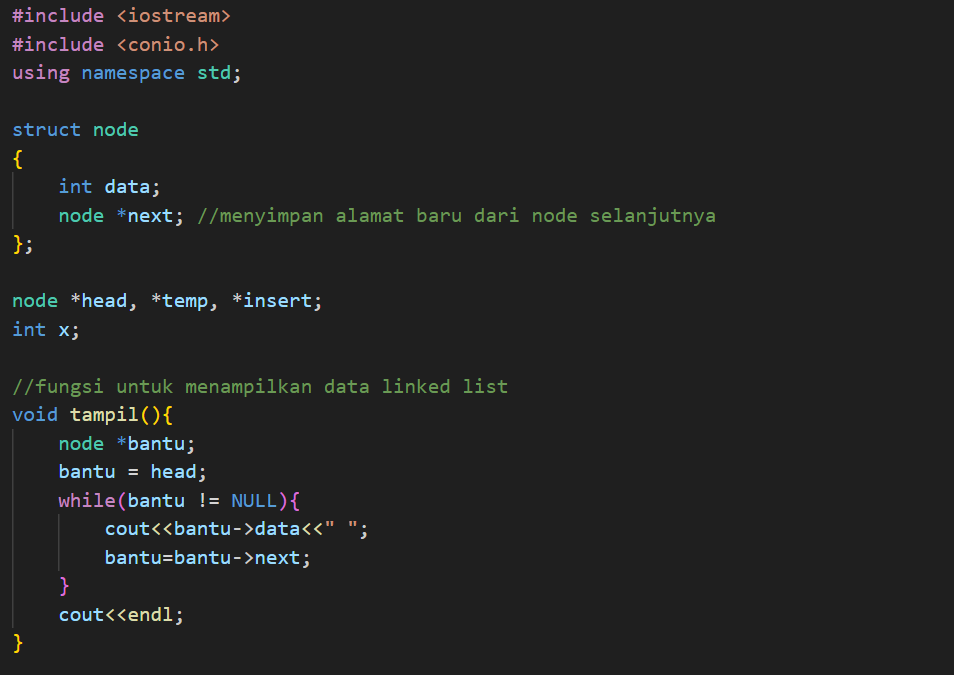 #include <iostream>
#include <conio.h>
using namespace std;

struct node
{
    int data;
    node *next; //menyimpan alamat baru dari node selanjutnya
};

node *head, *temp, *insert;
int x;

//fungsi untuk menampilkan data linked list
void tampil(){
    node *bantu;
    bantu = head;
    while(bantu != NULL){
        cout<<bantu->data<<" ";
        bantu=bantu->next;
    }
    cout<<endl;
}